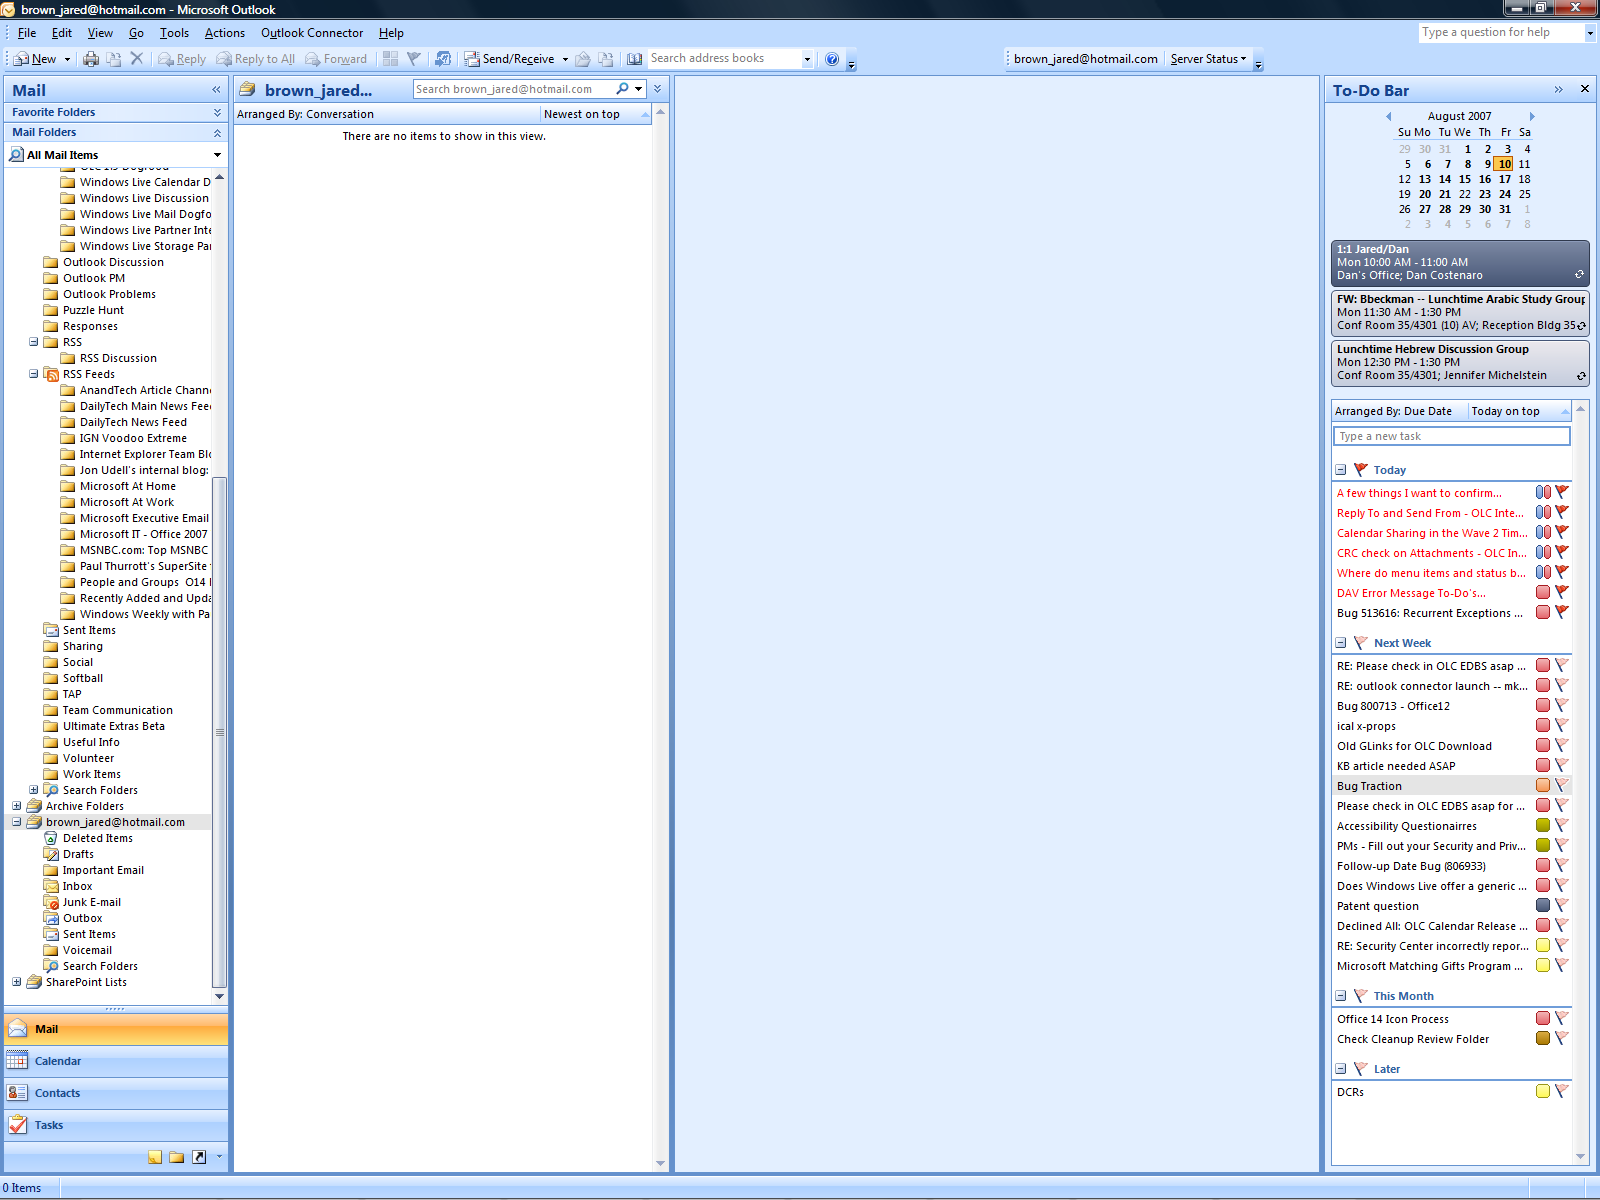 brown_jared@hotmail.com - Microsoft Outlook
File Edit View Go Tools Actions Outlook Connector Help
Type a question for help
New Reply Reply to All Forward Send/Receive Search address books
brown_jared@hotmail.com Server Status
Mail
Favorite Folders
Mail Folders
All Mail Items
Windows Live Calendar D
Windows Live Discussion
Windows Live Mail Dogfo
Windows Live Partner Inte
Windows Live Storage Par
Outlook Discussion
Outlook PM
Outlook Problems
Puzzle Hunt
Responses
RSS
RSS Discussion
RSS Feeds
AnandTech Article Chann
DailyTech Main News Fee
DailyTech News Feed
IGN Voodoo Extreme
Internet Explorer Team Blo
Jon Udell's internal blog:
Microsoft At Home
Microsoft At Work
Microsoft Executive Email
Microsoft IT - Office 2007
MSNBC.com: Top MSNBC
Paul Thurrott's SuperSite
People and Groups O14
Recently Added and Upda
Windows Weekly with Pa
Sent Items
Sharing
Social
Softball
TAP
Team Communication
Ultimate Extras Beta
Useful Info
Volunteer
Work Items
Search Folders
Archive Folders
brown_jared@hotmail.com
Deleted Items
Drafts
Important Email
Inbox
Junk E-mail
Outbox
Sent Items
Voicemail
Search Folders
SharePoint Lists
Mail
Calendar
Contacts
Tasks
0 Items
brown_jared...
Search brown_jared@hotmail.com
Arranged By: Conversation Newest on top
There are no items to show in this view.
To-Do Bar
August 2007
Su Mo Tu We Th Fr Sa
29 30 31 1 2 3 4
5 6 7 8 9 10 11
12 13 14 15 16 17 18
19 20 21 22 23 24 25
26 27 28 29 30 31 1
2 3 4 5 6 7 8
1:1 Jared/Dan
Mon 10:00 AM - 11:00 AM
Dan's Office; Dan Costenaro
FW: Bbeckman -- Lunchtime Arabic Study Group
Mon 11:30 AM - 1:30 PM
Conf Room 35/4301 (10) AV; Reception Bldg 35
Lunchtime Hebrew Discussion Group
Mon 12:30 PM - 1:30 PM
Conf Room 35/4301; Jennifer Michelstein
Arranged By: Due Date Today on top
Type a new task
Today
A few things I want to confirm...
Reply To and Send From - OLC Inte...
Calendar Sharing in the Wave 2 Tim...
CRC check on Attachments - OLC In...
Where do menu items and status b...
DAV Error Message To-Do's...
Bug 513616: Recurrent Exceptions ...
Next Week
RE: Please check in OLC EDBS asap ...
RE: outlook connector launch -- mk...
Bug 800713 - Office12
ical x-props
Old GLinks for OLC Download
KB article needed ASAP
Bug Traction
Please check in OLC EDBS asap for ...
Accessibility Questionairres
PMs - Fill out your Security and Priv...
Follow-up Date Bug (806933)
Does Windows Live offer a generic ...
Patent question
Declined All: OLC Calendar Release ...
RE: Security Center incorrectly repor...
Microsoft Matching Gifts Program ...
This Month
Office 14 Icon Process
Check Cleanup Review Folder
Later
DCRs